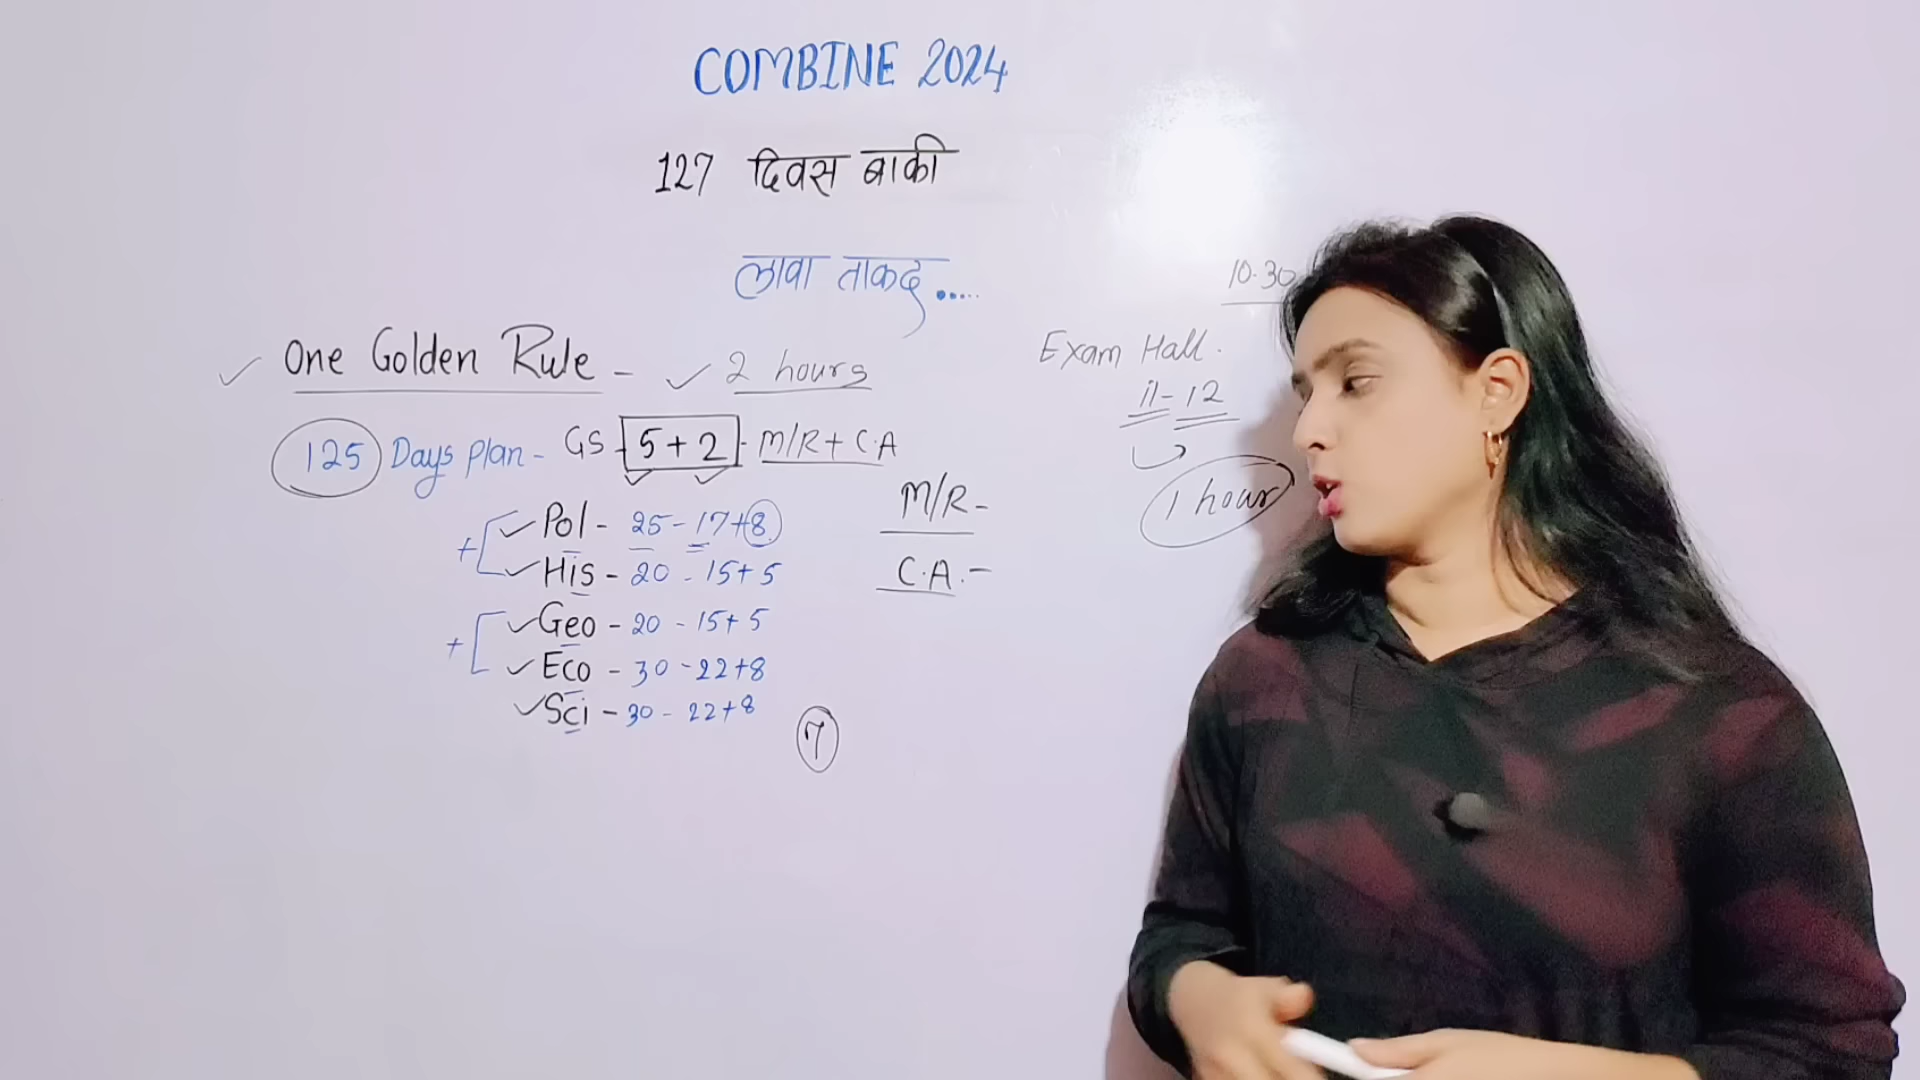 COMBINE 2024
127 दिवस बाकी
लावा ताकद.....
10.30
One Golden Rule - 2 hours
Exam Hall.
11-12
1 hour
125 Days Plan - GS - 5+2 - M/R + C.A
Pol - 25 - 17+8
His - 20 - 15+5
Geo - 20 - 15+5
Eco - 30 - 22+8
Sci - 30 - 22+8
M/R-
C.A.-
7